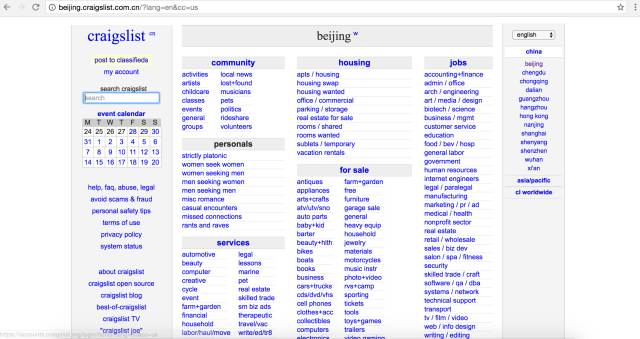 beijing.craigslist.com.cn/?lang=en&cc=us
craigslist cn
post to classifieds
my account
search craigslist
search
event calendar
M T W T F S S
24 25 26 27 28 29 30
31 1 2 3 4 5 6
7 8 9 10 11 12 13
14 15 16 17 18 19 20
help, faq, abuse, legal
avoid scams & fraud
personal safety tips
terms of use
privacy policy
system status
about craigslist
craigslist open source
craigslist blog
best-of-craigslist
craigslist TV
"craigslist joe"
beijing w
community
activities local news
artists lost+found
childcare musicians
classes pets
events politics
general rideshare
groups volunteers
personals
strictly platonic
women seek women
women seeking men
men seeking women
men seeking men
misc romance
casual encounters
missed connections
rants and raves
services
automotive legal
beauty lessons
computer marine
creative pet
cycle real estate
event skilled trade
farm+garden sm biz ads
financial therapeutic
household travel/vac
labor/haul/move write/ed/tr8
housing
apts / housing
housing swap
housing wanted
office / commercial
parking / storage
real estate for sale
rooms / shared
rooms wanted
sublets / temporary
vacation rentals
for sale
antiques farm+garden
appliances free
arts+crafts furniture
atv/utv/sno garage sale
auto parts general
baby+kid heavy equip
barter household
beauty+hlth jewelry
bikes materials
boats motorcycles
books music instr
business photo+video
cars+trucks rvs+camp
cds/dvd/vhs sporting
cell phones tickets
clothes+acc tools
collectibles toys+games
computers trailers
electronics video gaming
jobs
accounting+finance
admin / office
arch / engineering
art / media / design
biotech / science
business / mgmt
customer service
education
food / bev / hosp
general labor
government
human resources
internet engineers
legal / paralegal
manufacturing
marketing / pr / ad
medical / health
nonprofit sector
real estate
retail / wholesale
sales / biz dev
salon / spa / fitness
security
skilled trade / craft
software / qa / dba
systems / network
technical support
transport
tv / film / video
web / info design
writing / editing
english
china
beijing
chengdu
chongqing
dalian
guangzhou
hangzhou
hong kong
nanjing
shanghai
shenyang
shenzhen
wuhan
xi'an
asia/pacific
cl worldwide